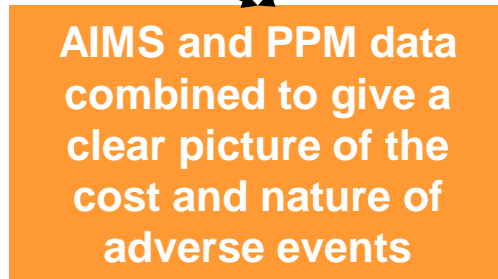 AIMS and PPM data
combined to give a
clear picture of the
cost and nature of
adverse events